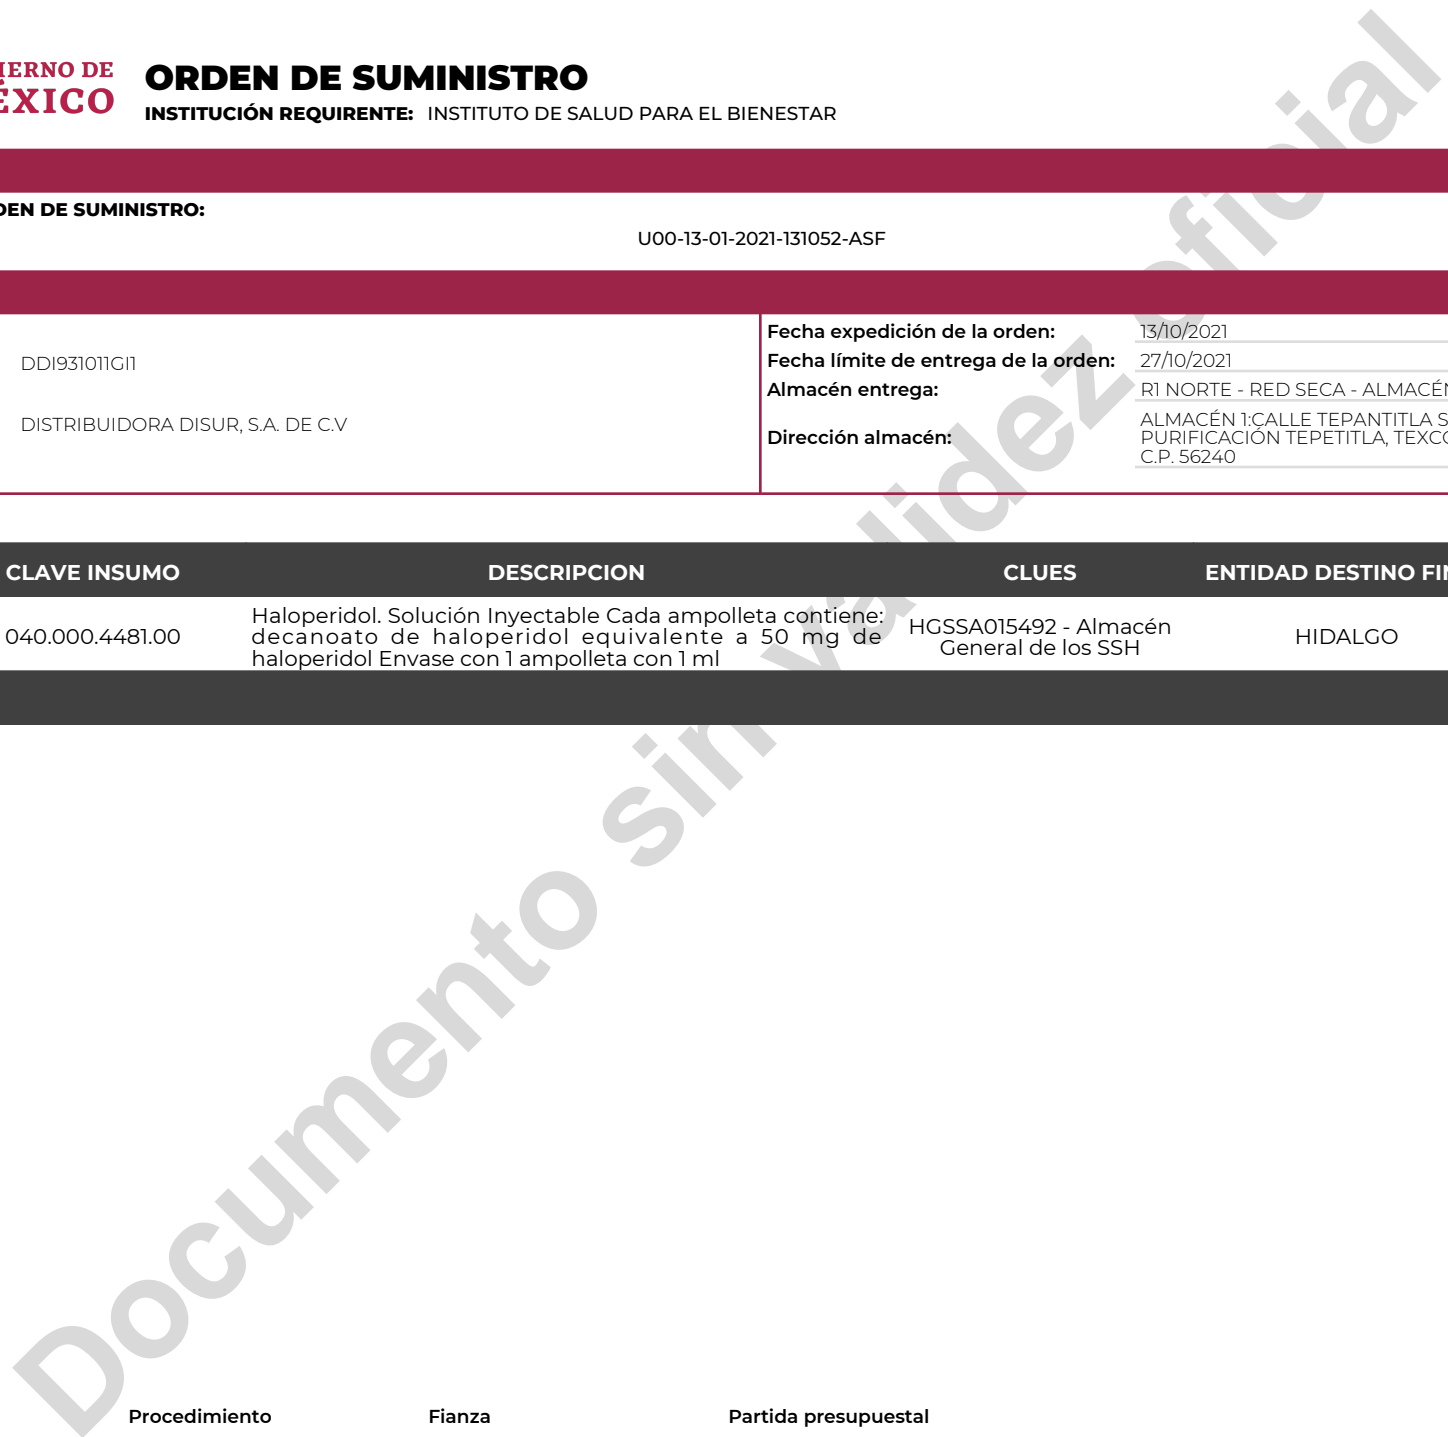 IERNO DE
ÉXICO
ORDEN DE SUMINISTRO
INSTITUCIÓN REQUIRENTE: INSTITUTO DE SALUD PARA EL BIENESTAR
DEN DE SUMINISTRO:
U00-13-01-2021-131052-ASF
DDI931011GI1
DISTRIBUIDORA DISUR, S.A. DE C.V
Fecha expedición de la orden: 13/10/2021
Fecha límite de entrega de la orden: 27/10/2021
Almacén entrega: R1 NORTE - RED SECA - ALMACÉN
Dirección almacén: ALMACÉN 1:CALLE TEPANTITLA S
PURIFICACIÓN TEPETITLA, TEXCO
C.P. 56240
CLAVE INSUMO DESCRIPCION CLUES ENTIDAD DESTINO FIN
040.000.4481.00
Haloperidol. Solución Inyectable Cada ampolleta contiene:
decanoato de haloperidol equivalente a 50 mg de
haloperidol Envase con 1 ampolleta con 1 ml
HGSSA015492 - Almacén
General de los SSH
HIDALGO
Documento sin validez oficial
Procedimiento Fianza Partida presupuestal